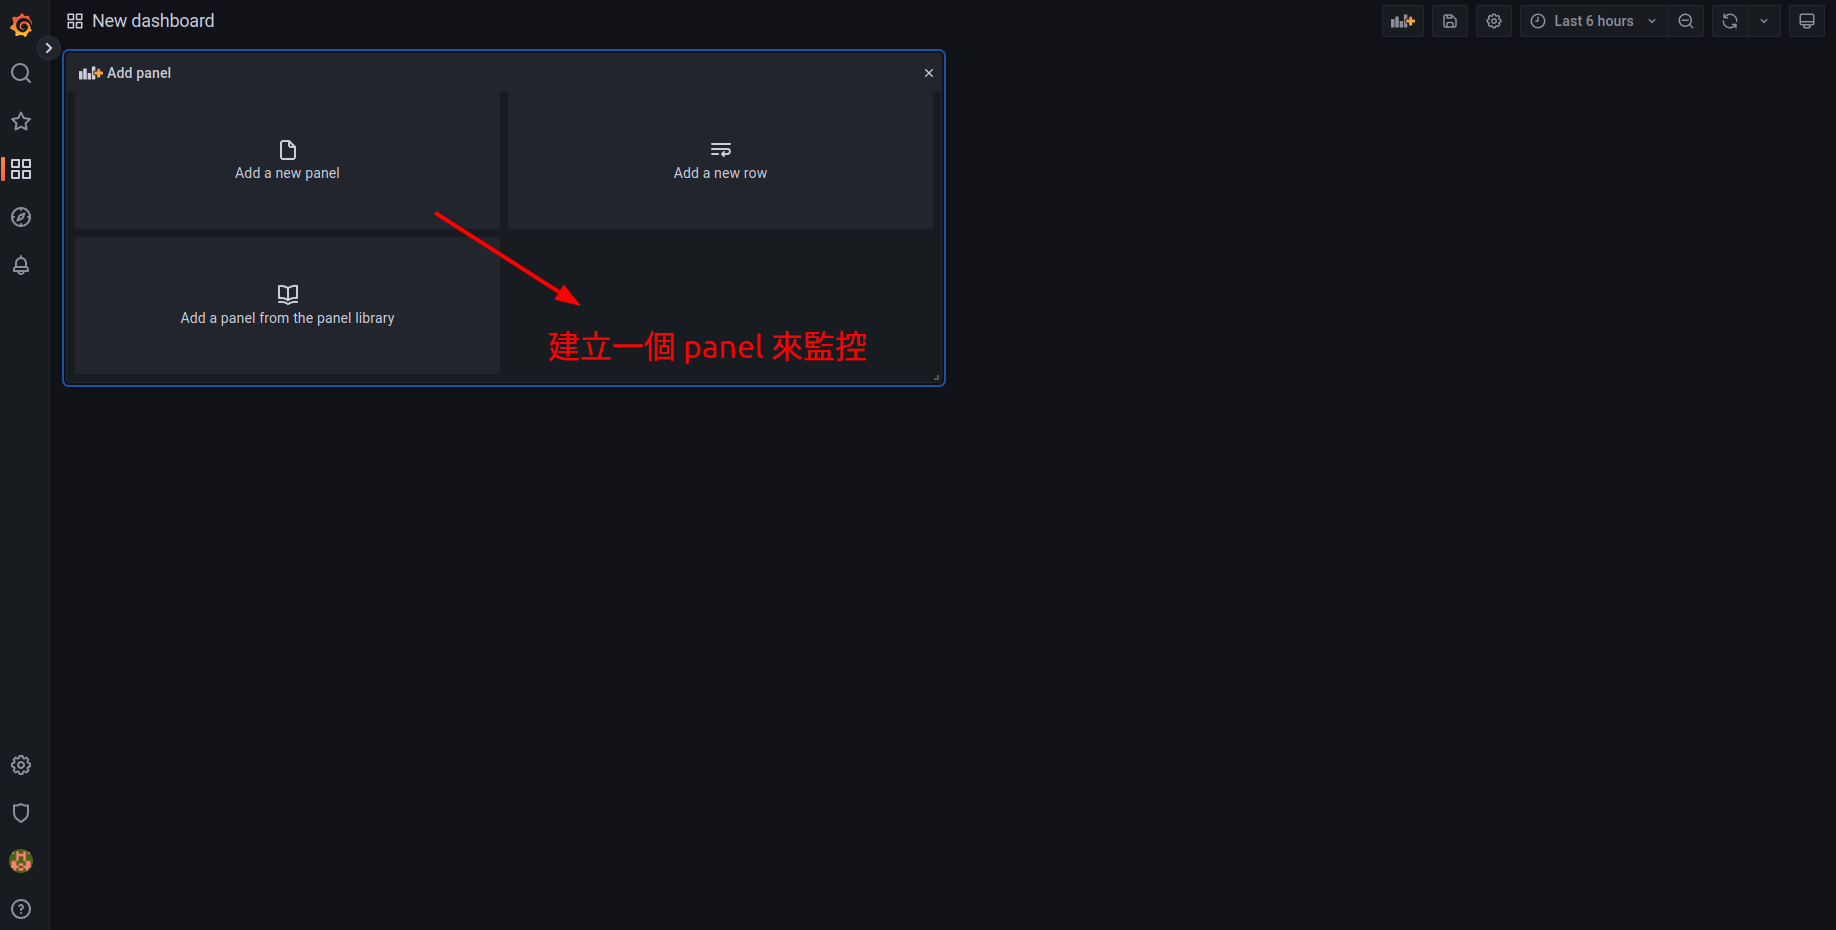 New dashboard
Last 6 hours
Add panel
Add a new panel
Add a new row
Add a panel from the panel library
建立一個 panel 來監控